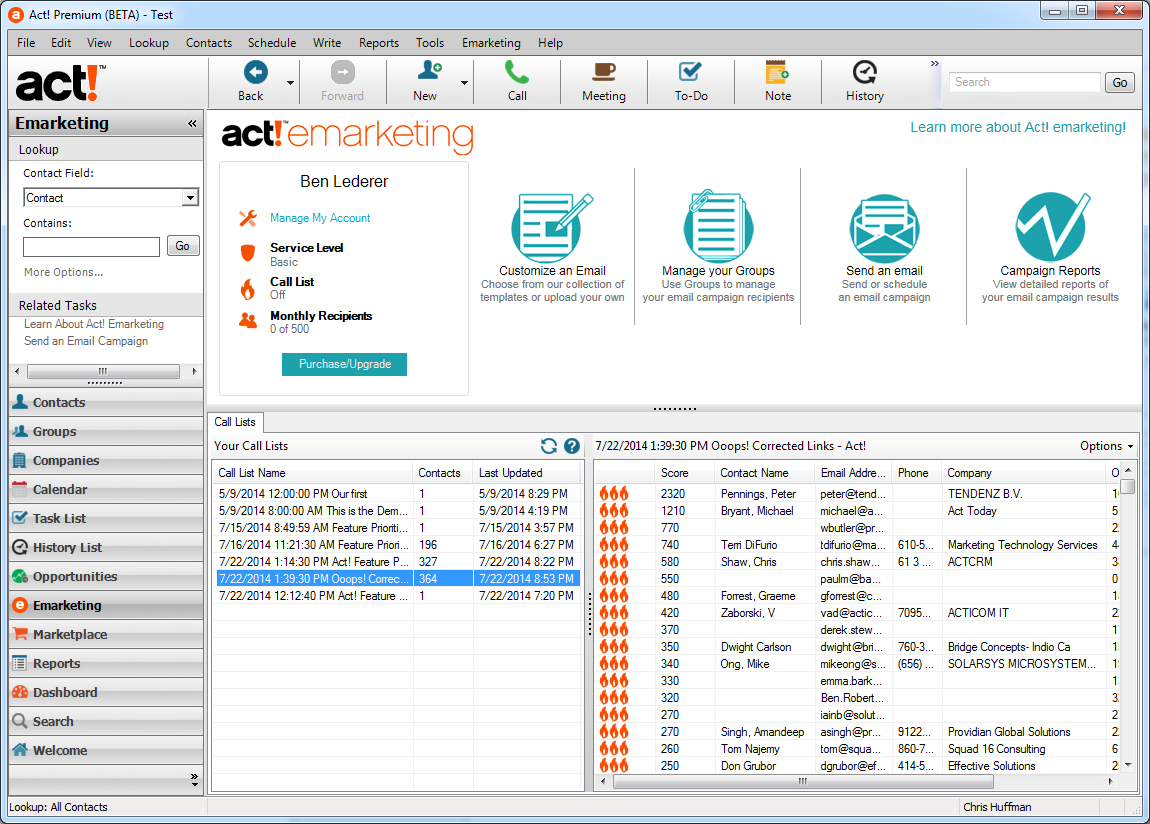 Act! Premium (BETA) - Test
File Edit View Lookup Contacts Schedule Write Reports Tools Emarketing Help
act!™
Back Forward New Call Meeting To-Do Note History » Search Go
Emarketing «
Lookup
Contact Field:
Contact
Contains:
Go
More Options...
Related Tasks
Learn About Act! Emarketing
Send an Email Campaign
Contacts
Groups
Companies
Calendar
Task List
History List
Opportunities
Emarketing
Marketplace
Reports
Dashboard
Search
Welcome
»
act!™emarketing
Learn more about Act! emarketing!
Ben Lederer
Manage My Account
Service Level
Basic
Call List
Off
Monthly Recipients
0 of 500
Purchase/Upgrade
Customize an Email
Choose from our collection of
templates or upload your own
Manage your Groups
Use Groups to manage
your email campaign recipients
Send an email
Send or schedule
an email campaign
Campaign Reports
View detailed reports of
your email campaign results
Call Lists
Your Call Lists
Call List Name Contacts Last Updated
5/9/2014 12:00:00 PM Our first 1 5/9/2014 8:29 PM
5/9/2014 8:00:00 AM This is the Dem... 1 5/9/2014 4:19 PM
7/15/2014 8:49:59 AM Feature Prioriti... 1 7/15/2014 3:57 PM
7/16/2014 11:21:30 AM Feature Priori... 196 7/16/2014 6:27 PM
7/22/2014 1:14:30 PM Act! Feature P... 327 7/22/2014 8:22 PM
7/22/2014 1:39:30 PM Ooops! Correc... 364 7/22/2014 8:53 PM
7/22/2014 12:12:40 PM Act! Feature ... 1 7/22/2014 7:20 PM
7/22/2014 1:39:30 PM Ooops! Corrected Links - Act! Options
Score Contact Name Email Addre... Phone Company O
2320 Pennings, Peter peter@tend... TENDENZ B.V.
1210 Bryant, Michael michael@a... Act Today 5
770 wbutler@pr...
740 Terri DiFurio tdifurio@ma... 610-5... Marketing Technology Services
580 Shaw, Chris chris.shaw... 61 3 ... ACTCRM
550 paulm@ba... 0
480 Forrest, Graeme gforrest@c...
420 Zaborski, V vad@actic... 7095... ACTICOM IT
370 derek.stew...
350 Dwight Carlson dwight@bri... 760-3... Bridge Concepts- Indio Ca
340 Ong, Mike mikeong@s... (656) ... SOLARSYS MICROSYSTEM...
330 emma.bark...
320 Ben.Robert...
270 iainb@solut...
270 Singh, Amandeep asingh@pr... 9122... Providian Global Solutions
260 Tom Najemy tom@squa... 860-7... Squad 16 Consulting 6
250 Don Grubor dgrubor@ef... 414-5... Effective Solutions
Lookup: All Contacts
Chris Huffman